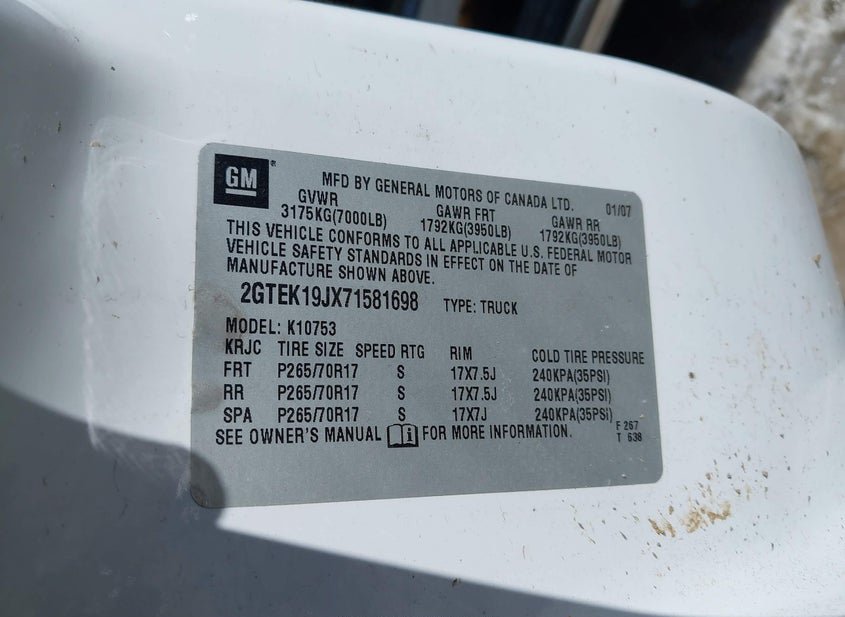 GM ®
MFD BY GENERAL MOTORS OF CANADA LTD. 01/07
GVWR GAWR FRT GAWR RR
3175KG(7000LB) 1792KG(3950LB) 1792KG(3950LB)
THIS VEHICLE CONFORMS TO ALL APPLICABLE U.S. FEDERAL MOTOR
VEHICLE SAFETY STANDARDS IN EFFECT ON THE DATE OF
MANUFACTURE SHOWN ABOVE.
2GTEK19JX71581698 TYPE: TRUCK
MODEL: K10753
KRJC TIRE SIZE SPEED RTG RIM COLD TIRE PRESSURE
FRT P265/70R17 S 17X7.5J 240KPA(35PSI)
RR P265/70R17 S 17X7.5J 240KPA(35PSI)
SPA P265/70R17 S 17X7J 240KPA(35PSI)
SEE OWNER'S MANUAL i FOR MORE INFORMATION.
F 267
T 638